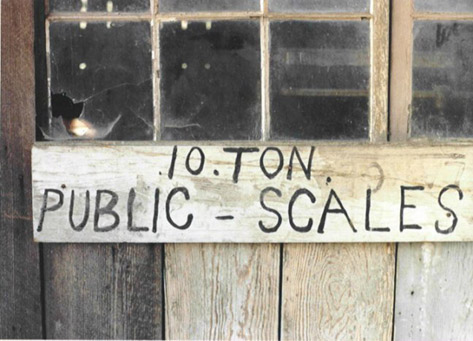 .10.TON.
PUBLIC - SCALES